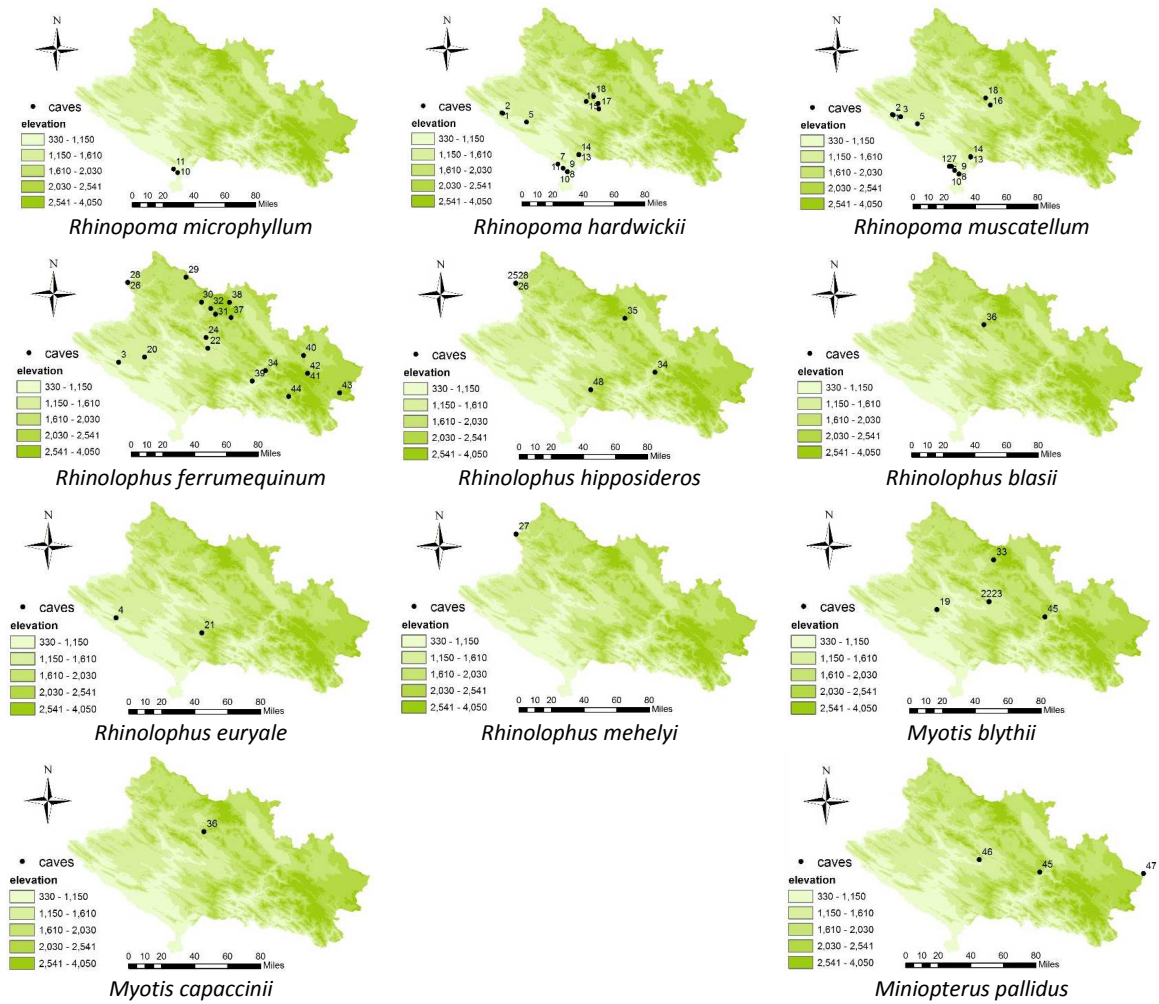 N
11
10
caves
elevation
330 - 1,150
1,150 - 1,610
1,610 - 2,030
2,030 - 2,541
2,541 - 4,050
0 10 20 40 60 80
Miles
Rhinopoma microphyllum
N
2
1
5
18
17
15
14
13
7
9
8
10
caves
elevation
330 - 1,150
1,150 - 1,610
1,610 - 2,030
2,030 - 2,541
2,541 - 4,050
0 10 20 40 60 80
Miles
Rhinopoma hardwickii
N
2
3
5
18
16
14
13
127
9
8
10
caves
elevation
330 - 1,150
1,150 - 1,610
1,610 - 2,030
2,030 - 2,541
2,541 - 4,050
0 10 20 40 60 80
Miles
Rhinopoma muscatellum
N
28
26
29
30
32
31
38
37
24
22
3
20
34
39
40
42
41
44
43
caves
elevation
330 - 1,150
1,150 - 1,610
1,610 - 2,030
2,030 - 2,541
2,541 - 4,050
0 10 20 40 60 80
Miles
Rhinolophus ferrumequinum
N
2528
26
35
34
48
caves
elevation
330 - 1,150
1,150 - 1,610
1,610 - 2,030
2,030 - 2,541
2,541 - 4,050
0 10 20 40 60 80
Miles
Rhinolophus hipposideros
N
36
caves
elevation
330 - 1,150
1,150 - 1,610
1,610 - 2,030
2,030 - 2,541
2,541 - 4,050
0 10 20 40 60 80
Miles
Rhinolophus blasii
N
4
21
caves
elevation
330 - 1,150
1,150 - 1,610
1,610 - 2,030
2,030 - 2,541
2,541 - 4,050
0 10 20 40 60 80
Miles
Rhinolophus euryale
N
27
caves
elevation
330 - 1,150
1,150 - 1,610
1,610 - 2,030
2,030 - 2,541
2,541 - 4,050
0 10 20 40 60 80
Miles
Rhinolophus mehelyi
N
33
2223
19
45
caves
elevation
330 - 1,150
1,150 - 1,610
1,610 - 2,030
2,030 - 2,541
2,541 - 4,050
0 10 20 40 60 80
Miles
Myotis blythii
N
36
caves
elevation
330 - 1,150
1,150 - 1,610
1,610 - 2,030
2,030 - 2,541
2,541 - 4,050
0 10 20 40 60 80
Miles
Myotis capaccinii
N
46
45
47
caves
elevation
330 - 1,150
1,150 - 1,610
1,610 - 2,030
2,030 - 2,541
2,541 - 4,050
0 10 20 40 60 80
Miles
Miniopterus pallidus